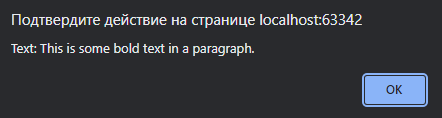 Подтвердите действие на странице localhost:63342
Text: This is some bold text in a paragraph.
OK